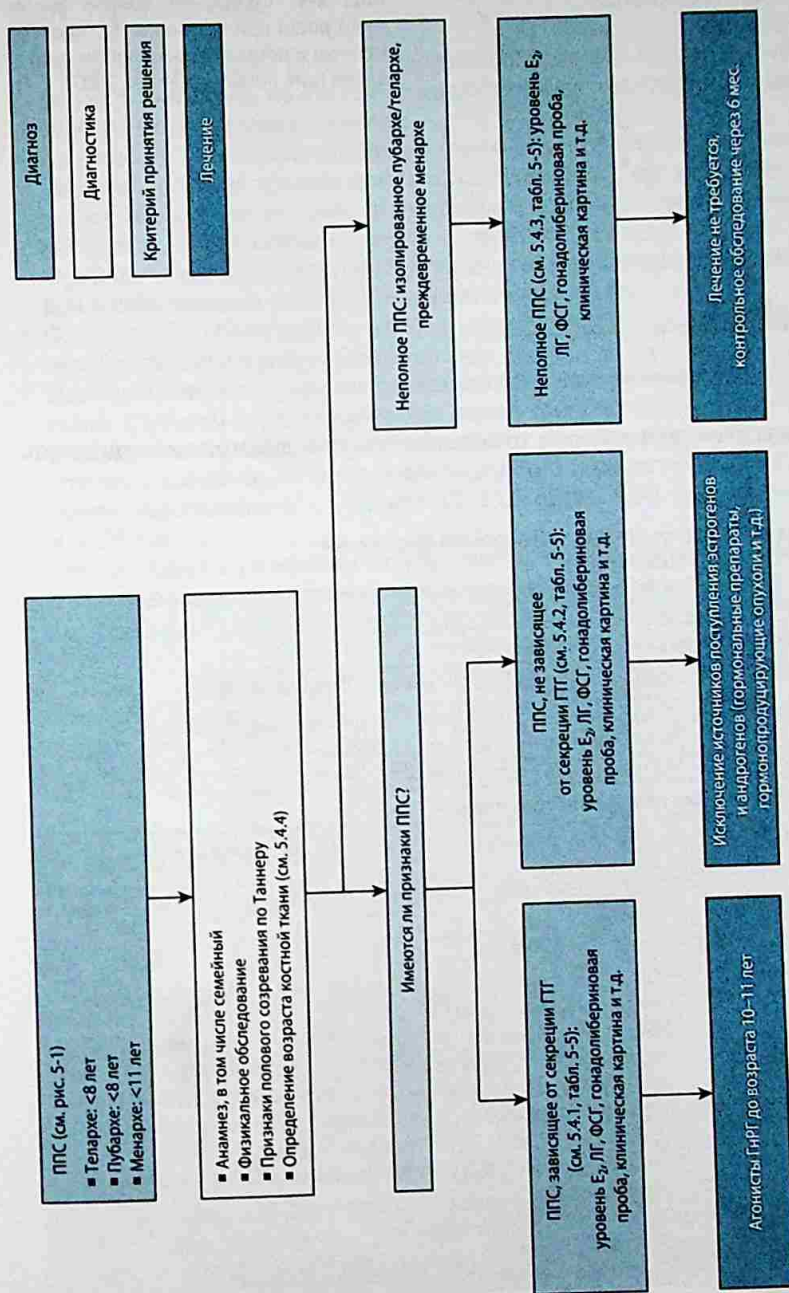 Диагноз
Диагностика
Критерий принятия решения
Лечение
ППС (см. рис. 5-1)
■ Телархе: <8 лет
■ Пубархе: <8 лет
■ Менархе: <11 лет
■ Анамнез, в том числе семейный
■ Физикальное обследование
■ Признаки полового созревания по Таннеру
■ Определение возраста костной ткани (см. 5.4.4)
Имеются ли признаки ППС?
Неполное ППС: изолированное пубархе/телархе,
преждевременное менархе
ППС, зависящее от секреции ГТГ
(см. 5.4.1, табл. 5-5):
уровень E₂, ЛГ, ФСГ, гонадолибериновая
проба, клиническая картина и т.д.
ППС, не зависящее
от секреции ГТГ (см. 5.4.2, табл. 5-5):
уровень E₂, ЛГ, ФСГ, гонадолибериновая
проба, клиническая картина и т.д.
Неполное ППС (см. 5.4.3, табл. 5-5): уровень E₂,
ЛГ, ФСГ, гонадолибериновая проба,
клиническая картина и т.д.
Агонисты ГнРГ до возраста 10–11 лет
Исключение источников поступления эстрогенов
и андрогенов (гормональные препараты,
гормонопродуцирующие опухоли и т.д.)
Лечение не требуется,
контрольное обследование через 6 мес.